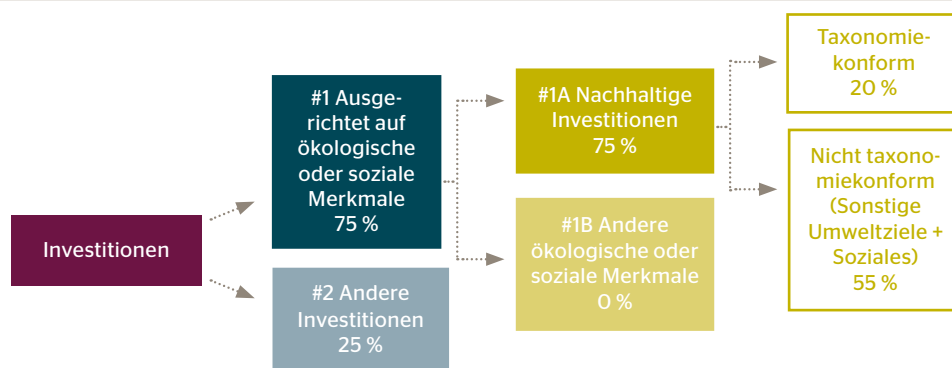 Investitionen
#1 Ausge-
richtet auf
ökologische
oder soziale
Merkmale
75 %
#2 Andere
Investitionen
25 %
#1A Nachhaltige
Investitionen
75 %
#1B Andere
ökologische oder
soziale Merkmale
0 %
Taxonomie-
konform
20 %
Nicht taxono-
miekonform
(Sonstige
Umweltziele +
Soziales)
55 %